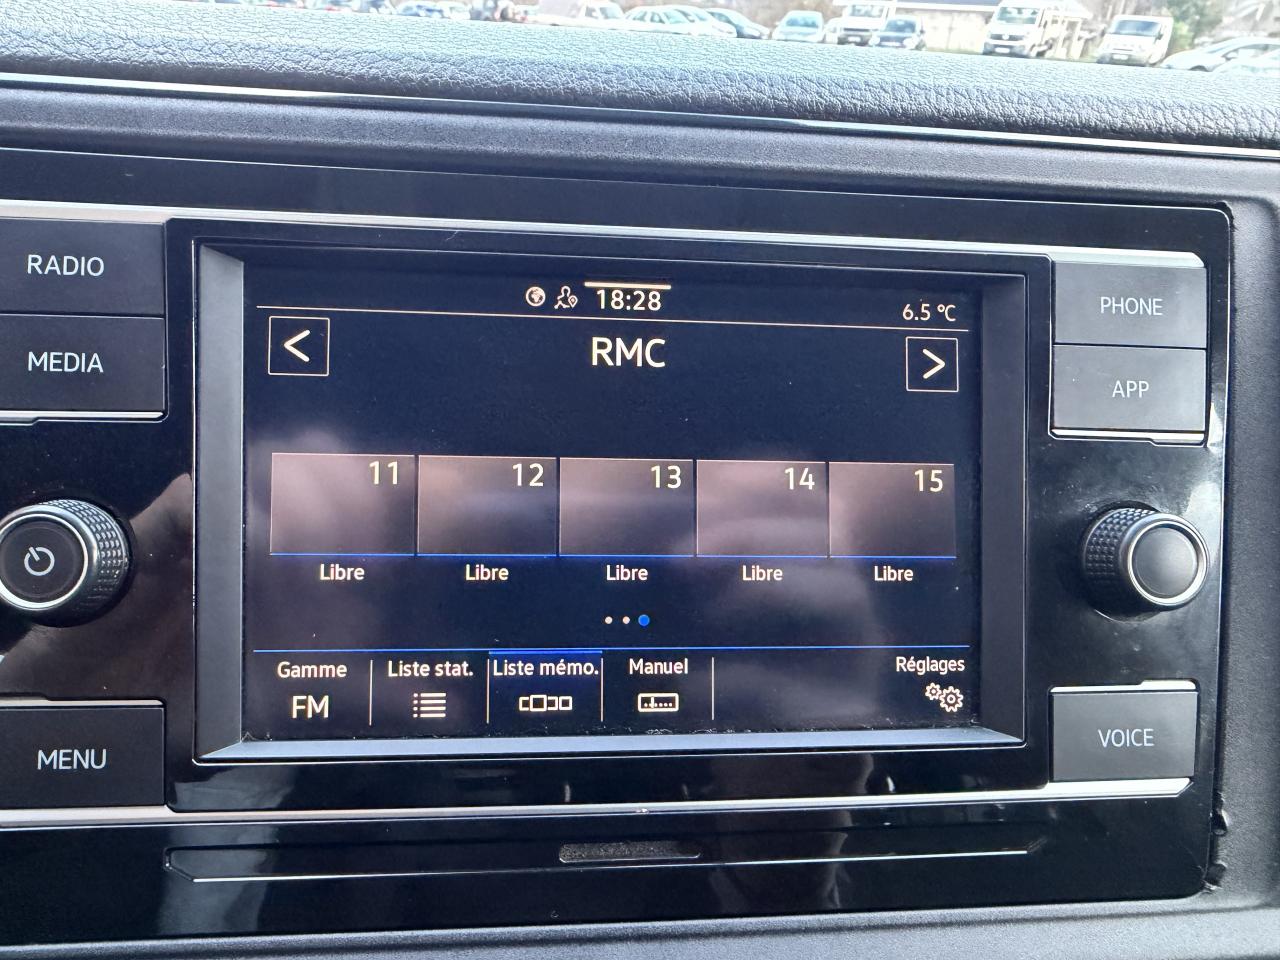 RADIO
MEDIA
MENU
18:28
6.5 °C
<
RMC
>
11
12
13
14
15
Libre
Libre
Libre
Libre
Libre
Gamme
FM
Liste stat.
Liste mémo.
Manuel
Réglages
PHONE
APP
VOICE